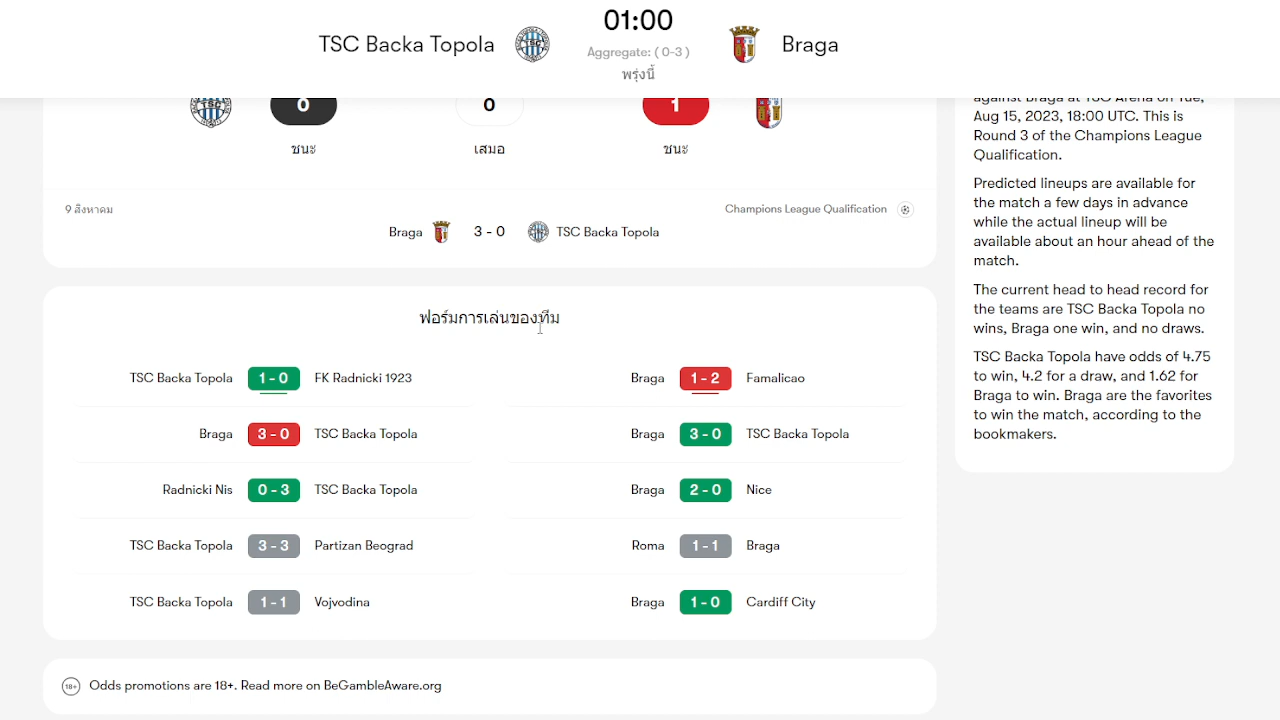 TSC Backa Topola
01:00
Aggregate: ( 0-3 )
พรุ่งนี้
Braga
0
ชนะ
0
เสมอ
1
ชนะ
9 สิงหาคม
Champions League Qualification
Braga 3 - 0 TSC Backa Topola
ฟอร์มการเล่นของทีม
TSC Backa Topola 1 - 0 FK Radnicki 1923
Braga 3 - 0 TSC Backa Topola
Radnicki Nis 0 - 3 TSC Backa Topola
TSC Backa Topola 3 - 3 Partizan Beograd
TSC Backa Topola 1 - 1 Vojvodina
Braga 1 - 2 Famalicao
Braga 3 - 0 TSC Backa Topola
Braga 2 - 0 Nice
Roma 1 - 1 Braga
Braga 1 - 0 Cardiff City
18+ Odds promotions are 18+. Read more on BeGambleAware.org
against Braga at TSC Arena on Tue,
Aug 15, 2023, 18:00 UTC. This is
Round 3 of the Champions League
Qualification.
Predicted lineups are available for
the match a few days in advance
while the actual lineup will be
available about an hour ahead of the
match.
The current head to head record for
the teams are TSC Backa Topola no
wins, Braga one win, and no draws.
TSC Backa Topola have odds of 4.75
to win, 4.2 for a draw, and 1.62 for
Braga to win. Braga are the favorites
to win the match, according to the
bookmakers.